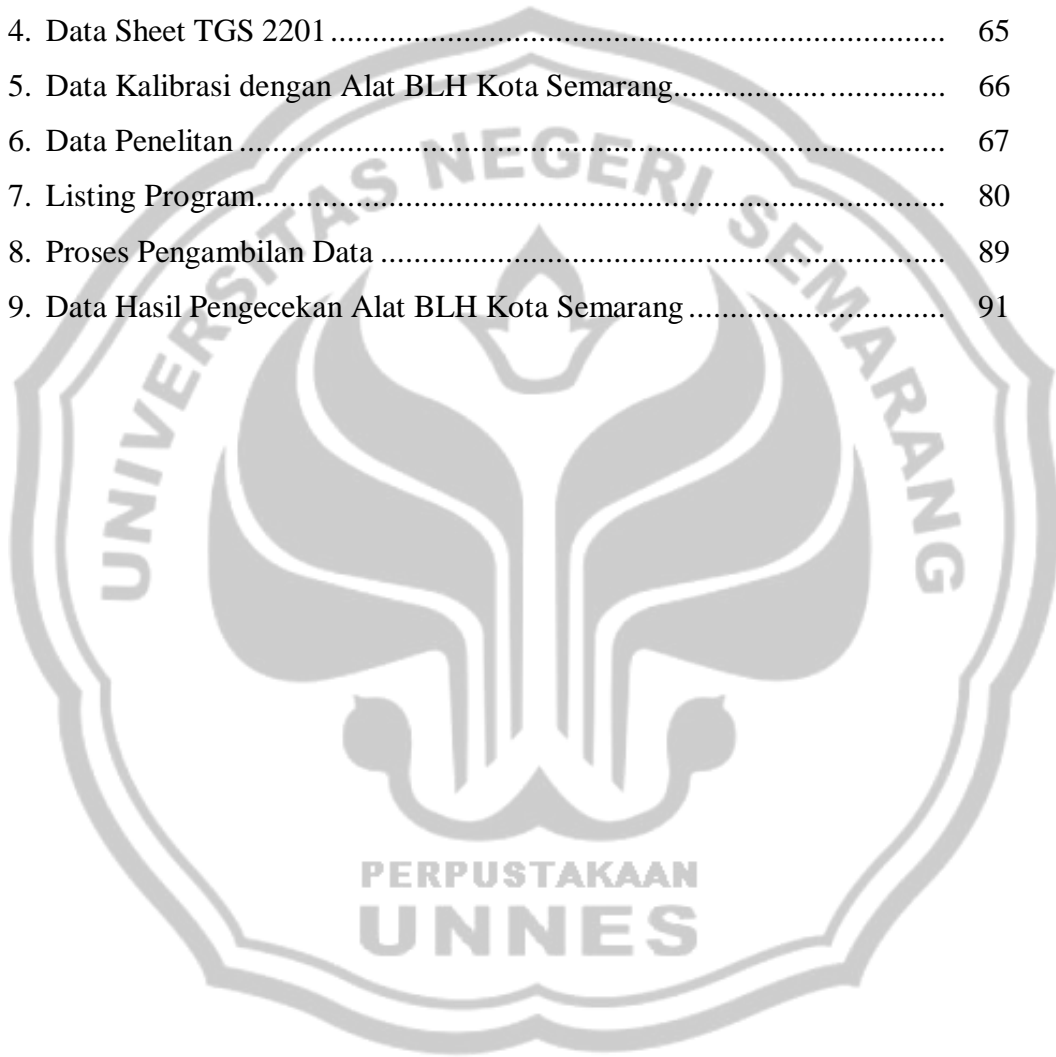 4. Data Sheet TGS 2201 ........................................................................ 65
5. Data Kalibrasi dengan Alat BLH Kota Semarang................................ 66
6. Data Penelitan ................................................................................... 67
7. Listing Program................................................................................. 80
8. Proses Pengambilan Data .................................................................. 89
9. Data Hasil Pengecekan Alat BLH Kota Semarang ............................. 91
UNIVERSITAS NEGERI SEMARANG
PERPUSTAKAAN
UNNES